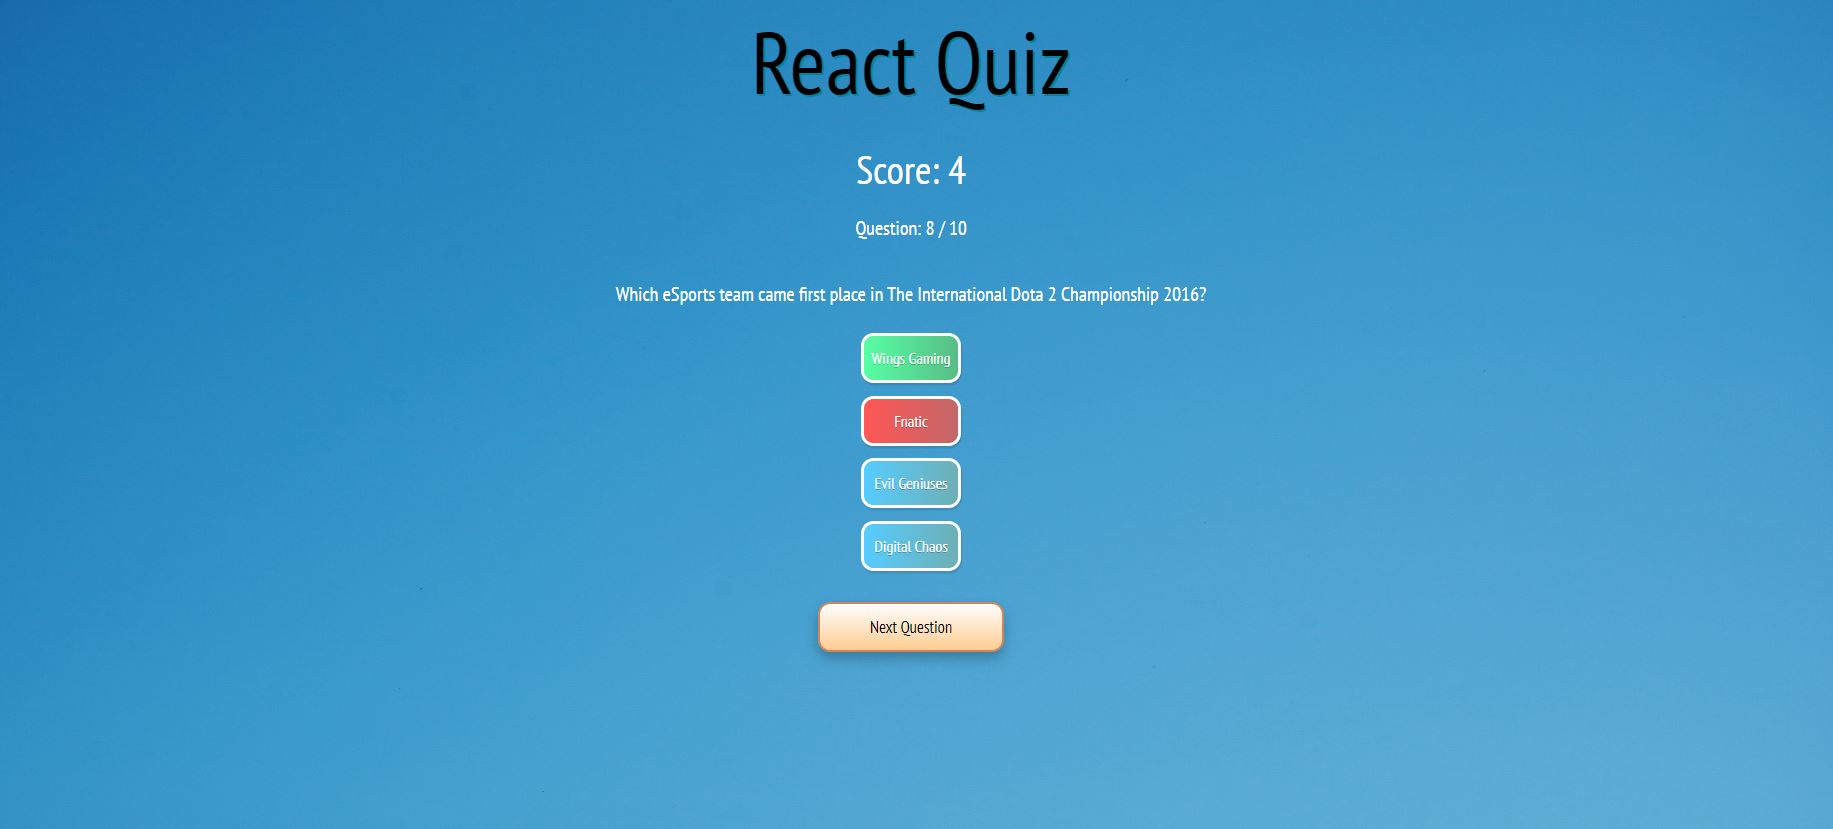 React Quiz
Score: 4
Question: 8 / 10
Which eSports team came first place in The International Dota 2 Championship 2016?
Wings Gaming
Fnatic
Evil Geniuses
Digital Chaos
Next Question